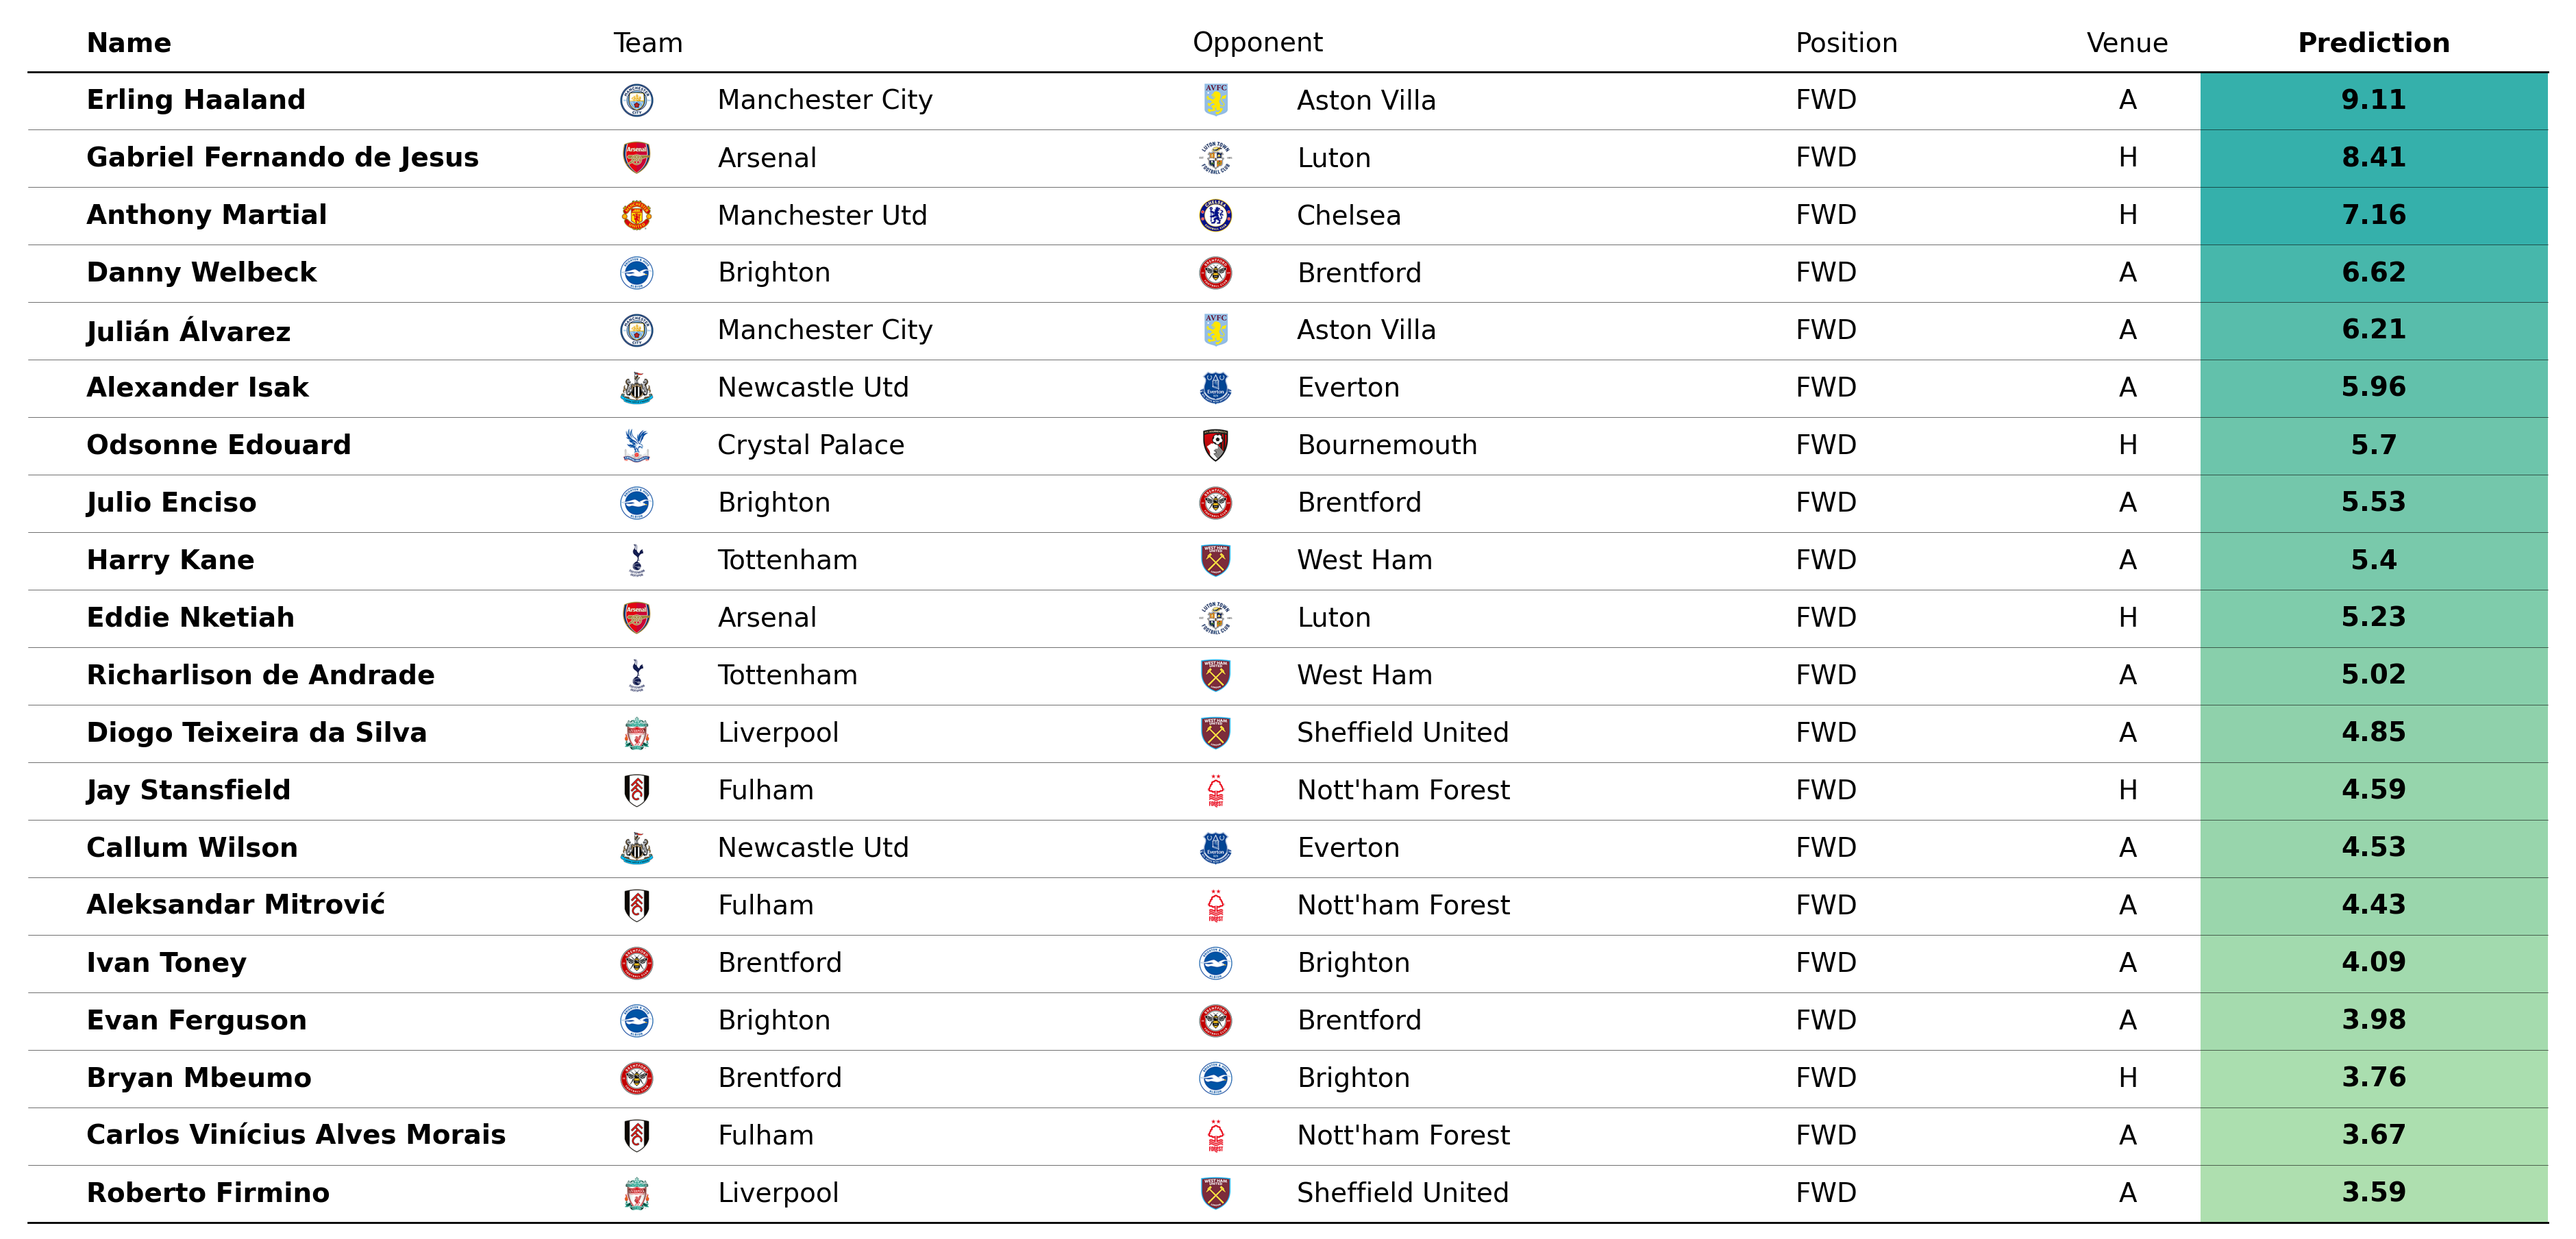 Name Team Opponent Position Venue Prediction
Erling Haaland Manchester City Aston Villa FWD A 9.11
Gabriel Fernando de Jesus Arsenal Luton FWD H 8.41
Anthony Martial Manchester Utd Chelsea FWD H 7.16
Danny Welbeck Brighton Brentford FWD A 6.62
Julián Álvarez Manchester City Aston Villa FWD A 6.21
Alexander Isak Newcastle Utd Everton FWD A 5.96
Odsonne Edouard Crystal Palace Bournemouth FWD H 5.7
Julio Enciso Brighton Brentford FWD A 5.53
Harry Kane Tottenham West Ham FWD A 5.4
Eddie Nketiah Arsenal Luton FWD H 5.23
Richarlison de Andrade Tottenham West Ham FWD A 5.02
Diogo Teixeira da Silva Liverpool Sheffield United FWD A 4.85
Jay Stansfield Fulham Nott'ham Forest FWD H 4.59
Callum Wilson Newcastle Utd Everton FWD A 4.53
Aleksandar Mitrović Fulham Nott'ham Forest FWD A 4.43
Ivan Toney Brentford Brighton FWD A 4.09
Evan Ferguson Brighton Brentford FWD A 3.98
Bryan Mbeumo Brentford Brighton FWD H 3.76
Carlos Vinícius Alves Morais Fulham Nott'ham Forest FWD A 3.67
Roberto Firmino Liverpool Sheffield United FWD A 3.59